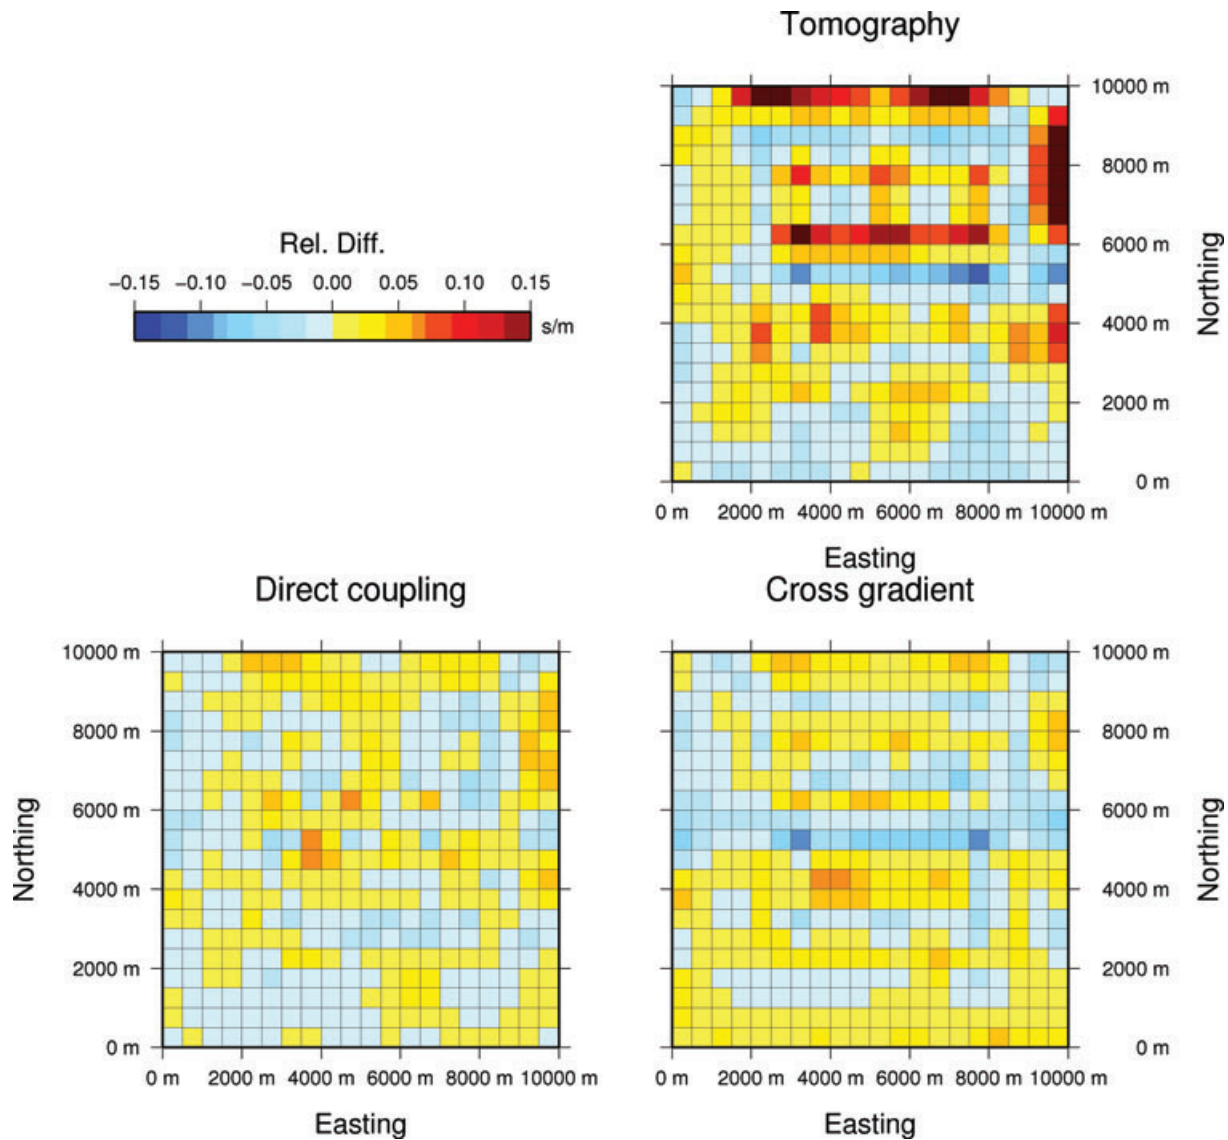 Tomography
10000 m
8000 m
6000 m
4000 m
2000 m
0 m
Northing
0 m 2000 m 4000 m 6000 m 8000 m 10000 m
Easting
Rel. Diff.
−0.15 −0.10 −0.05 0.00 0.05 0.10 0.15
s/m
Direct coupling
10000 m
8000 m
6000 m
4000 m
2000 m
0 m
Northing
0 m 2000 m 4000 m 6000 m 8000 m 10000 m
Easting
Cross gradient
10000 m
8000 m
6000 m
4000 m
2000 m
0 m
Northing
0 m 2000 m 4000 m 6000 m 8000 m 10000 m
Easting